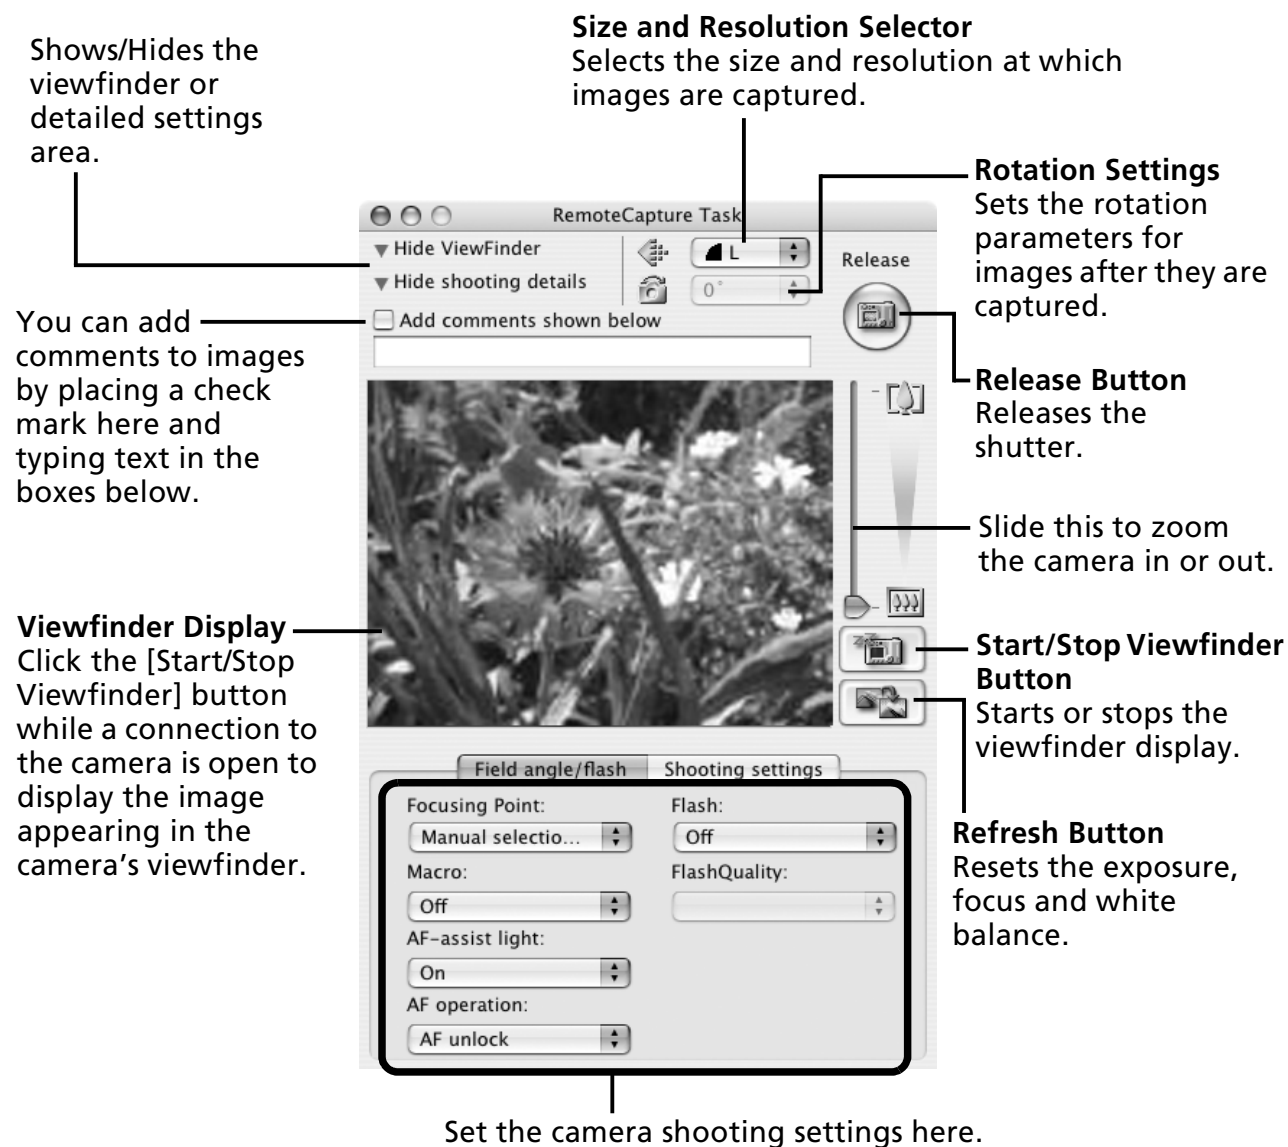 Shows/Hides the
viewfinder or
detailed settings
area.
Size and Resolution Selector
Selects the size and resolution at which
images are captured.
Rotation Settings
Sets the rotation
parameters for
images after they are
captured.
RemoteCapture Task
Hide ViewFinder
L
Release
Hide shooting details
0°
You can add
comments to images
by placing a check
mark here and
typing text in the
boxes below.
Add comments shown below
Release Button
Releases the
shutter.
Slide this to zoom
the camera in or out.
Viewfinder Display
Click the [Start/Stop
Viewfinder] button
while a connection to
the camera is open to
display the image
appearing in the
camera’s viewfinder.
Start/Stop Viewfinder
Button
Starts or stops the
viewfinder display.
Refresh Button
Resets the exposure,
focus and white
balance.
Field angle/flash
Shooting settings
Focusing Point:
Manual selectio...
Macro:
Off
AF-assist light:
On
AF operation:
AF unlock
Flash:
Off
FlashQuality:
Set the camera shooting settings here.